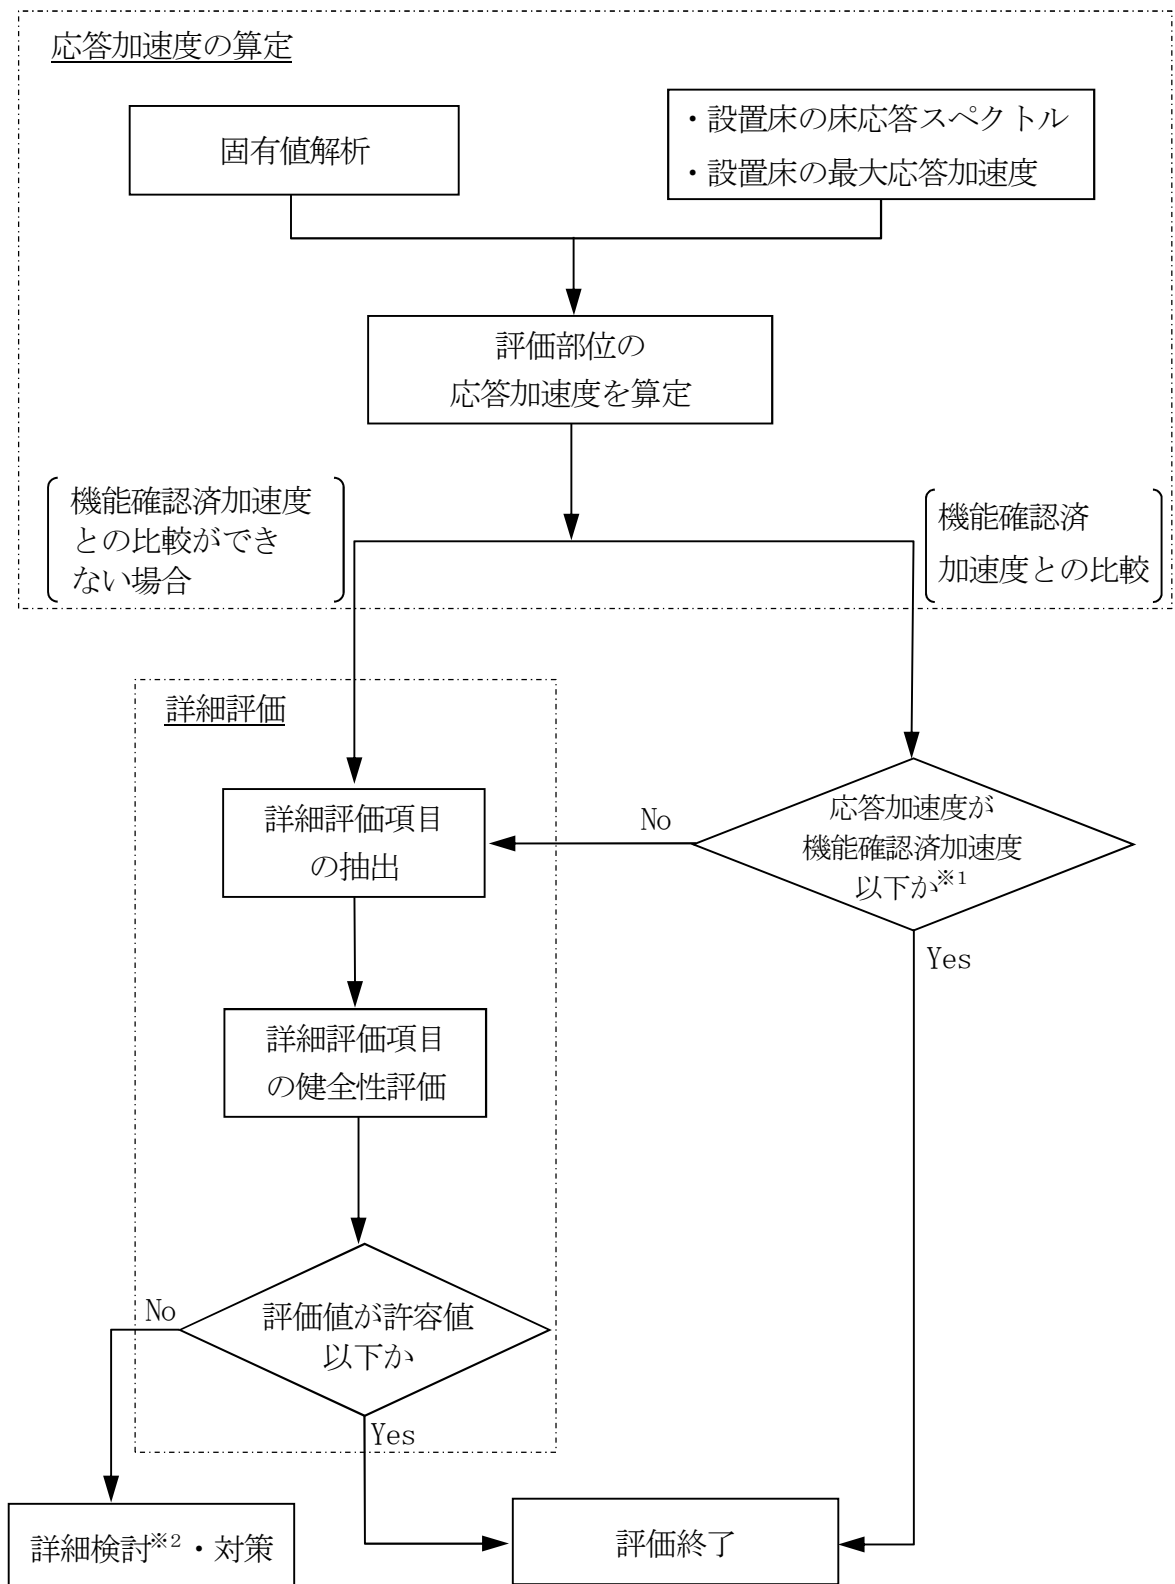 応答加速度の算定
固有値解析
・設置床の床応答スペクトル
・設置床の最大応答加速度
評価部位の
応答加速度を算定
機能確認済加速度
との比較ができ
ない場合
機能確認済
加速度との比較
詳細評価
詳細評価項目
の抽出
No
応答加速度が
機能確認済加速度
以下か※1
Yes
詳細評価項目
の健全性評価
No
評価値が許容値
以下か
Yes
詳細検討※2・対策
評価終了